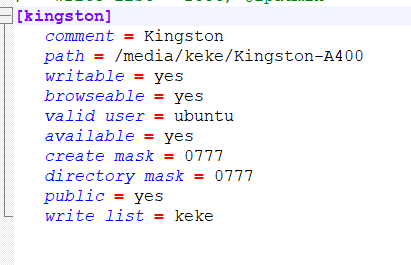 [kingston]
comment = Kingston
path = /media/keke/Kingston-A400
writable = yes
browseable = yes
valid user = ubuntu
available = yes
create mask = 0777
directory mask = 0777
public = yes
write list = keke